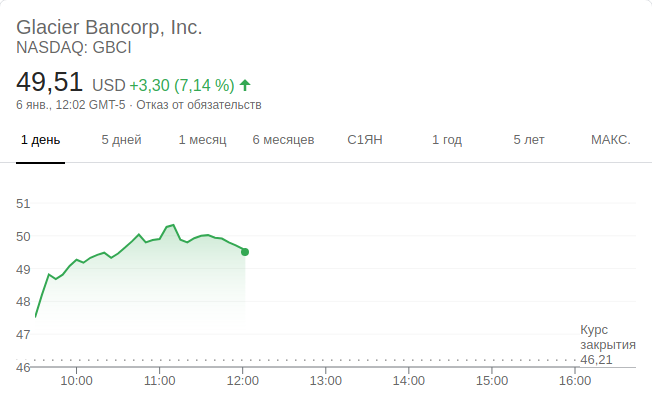 Glacier Bancorp, Inc.
NASDAQ: GBCI
49,51 USD +3,30 (7,14 %)
6 янв., 12:02 GMT-5 · Отказ от обязательств
1 день 5 дней 1 месяц 6 месяцев С1ЯН 1 год 5 лет МАКС.
51
50
49
48
47
Курс
закрытия
46,21
46
10:00 11:00 12:00 13:00 14:00 15:00 16:00